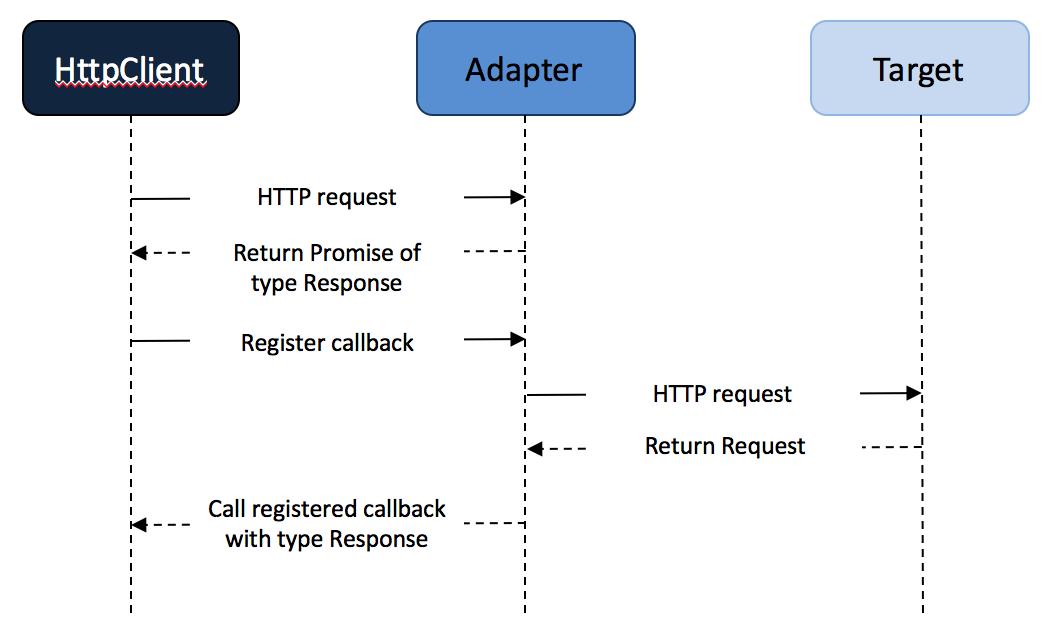 HttpClient
Adapter
Target
HTTP request
Return Promise of
type Response
Register callback
HTTP request
Return Request
Call registered callback
with type Response